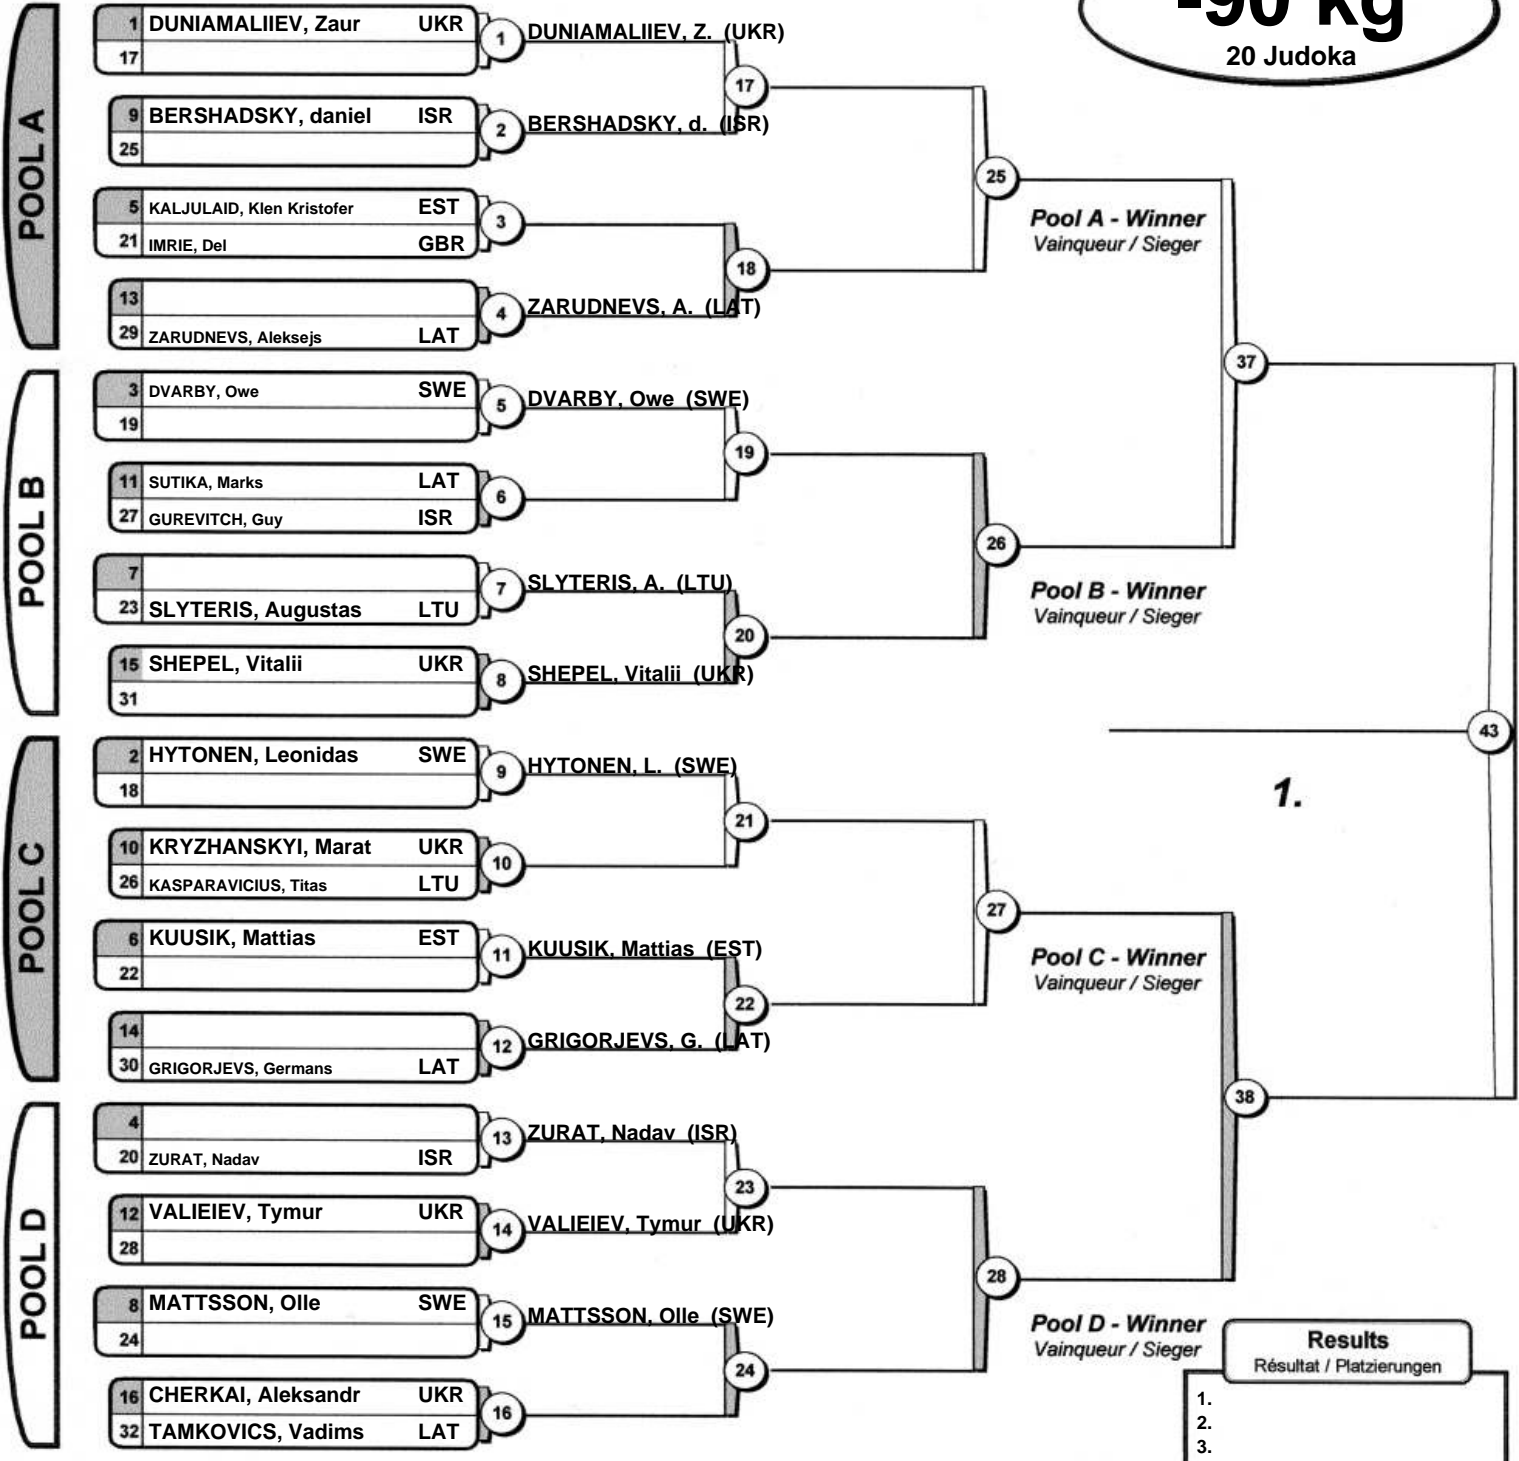 -90 kg
20 Judoka
POOL A
1 DUNIAMALIIEV, Zaur UKR
17
1
DUNIAMALIIEV, Z. (UKR)
17
9 BERSHADSKY, daniel ISR
25
2
BERSHADSKY, d. (ISR)
25
5 KALJULAID, Klen Kristofer EST
21 IMRIE, Del GBR
3
18
13
29 ZARUDNEVS, Aleksejs LAT
4
ZARUDNEVS, A. (LAT)
Pool A - Winner
Vainqueur / Sieger
37
POOL B
3 DVARBY, Owe SWE
19
5
DVARBY, Owe (SWE)
19
11 SUTIKA, Marks LAT
27 GUREVITCH, Guy ISR
6
26
7
23 SLYTERIS, Augustas LTU
7
SLYTERIS, A. (LTU)
20
15 SHEPEL, Vitalii UKR
31
8
SHEPEL, Vitalii (UKR)
Pool B - Winner
Vainqueur / Sieger
43
1.
POOL C
2 HYTONEN, Leonidas SWE
18
9
HYTONEN, L. (SWE)
21
10 KRYZHANSKYI, Marat UKR
26 KASPARAVICIUS, Titas LTU
10
27
6 KUUSIK, Mattias EST
22
11
KUUSIK, Mattias (EST)
22
14
30 GRIGORJEVS, Germans LAT
12
GRIGORJEVS, G. (LAT)
Pool C - Winner
Vainqueur / Sieger
38
POOL D
4
20 ZURAT, Nadav ISR
13
ZURAT, Nadav (ISR)
23
12 VALIEIEV, Tymur UKR
28
14
VALIEIEV, Tymur (UKR)
28
8 MATTSSON, Olle SWE
24
15
MATTSSON, Olle (SWE)
24
16 CHERKAI, Aleksandr UKR
32 TAMKOVICS, Vadims LAT
16
Pool D - Winner
Vainqueur / Sieger
Results
Résultat / Platzierungen
1.
2.
3.